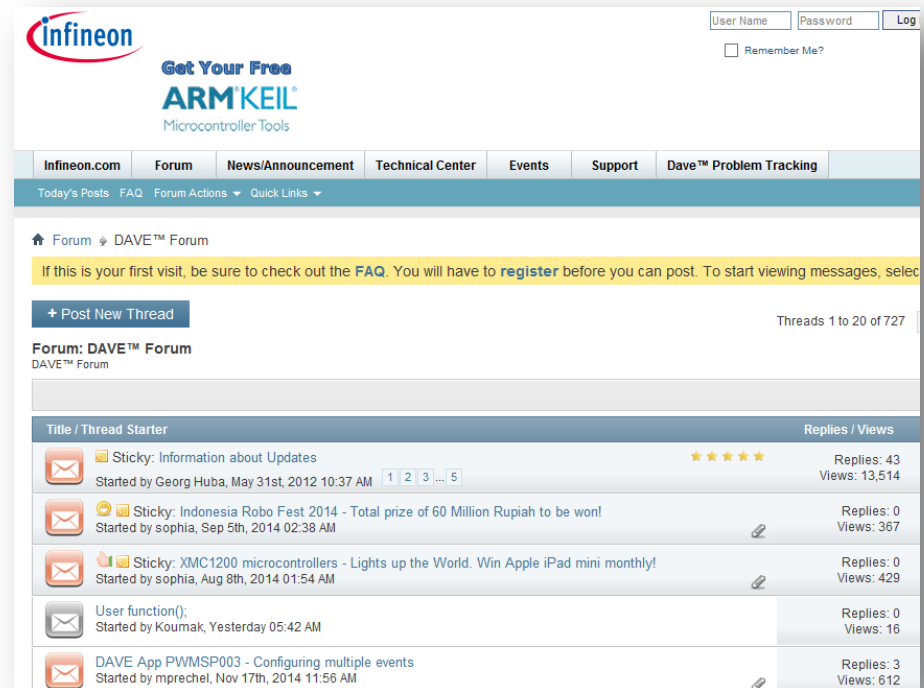 infineon
User Name Password Log
Remember Me?
Get Your Free
ARM®KEIL®
Microcontroller Tools
Infineon.com Forum News/Announcement Technical Center Events Support Dave™ Problem Tracking
Today's Posts FAQ Forum Actions Quick Links
Forum DAVE™ Forum
If this is your first visit, be sure to check out the FAQ. You will have to register before you can post. To start viewing messages, selec
+ Post New Thread
Threads 1 to 20 of 727
Forum: DAVE™ Forum
DAVE™ Forum
Title / Thread Starter Replies / Views
Sticky: Information about Updates
Started by Georg Huba, May 31st, 2012 10:37 AM 1 2 3 ... 5
Replies: 43
Views: 13,514
Sticky: Indonesia Robo Fest 2014 - Total prize of 60 Million Rupiah to be won!
Started by sophia, Sep 5th, 2014 02:38 AM
Replies: 0
Views: 367
Sticky: XMC1200 microcontrollers - Lights up the World. Win Apple iPad mini monthly!
Started by sophia, Aug 8th, 2014 01:54 AM
Replies: 0
Views: 429
User function();
Started by Koumak, Yesterday 05:42 AM
Replies: 0
Views: 16
DAVE App PWMSP003 - Configuring multiple events
Started by mprechel, Nov 17th, 2014 11:56 AM
Replies: 3
Views: 612